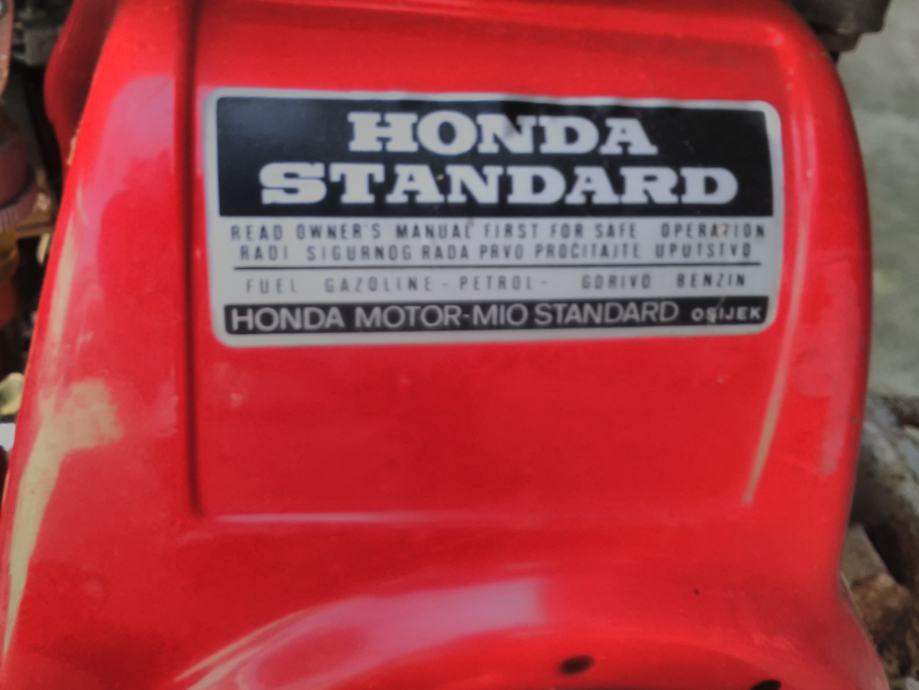 HONDA
STANDARD
READ OWNER'S MANUAL FIRST FOR SAFE OPERATION
RADI SIGURNOG RADA PRVO PROČITAJTE UPUTSTVO
FUEL GAZOLINE - PETROL - GORIVO BENZIN
HONDA MOTOR-MIO STANDARD OSIJEK